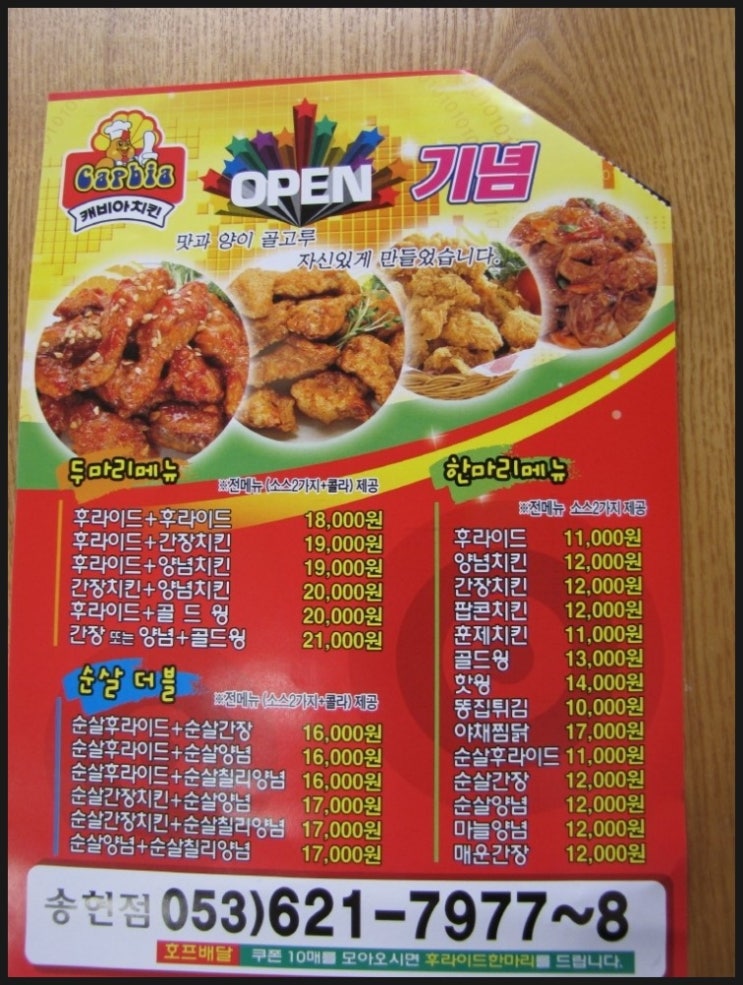 Carbia
캐비아치킨
OPEN 기념
맛과 양이 골고루
자신있게 만들었습니다.
두마리메뉴
※전메뉴 (소스2가지+콜라) 제공
후라이드+후라이드 18,000원
후라이드+간장치킨 19,000원
후라이드+양념치킨 19,000원
간장치킨+양념치킨 20,000원
후라이드+골 드 윙 20,000원
간장 또는 양념+골드윙 21,000원
순살 더블
※전메뉴 (소스2가지+콜라) 제공
순살후라이드+순살간장 16,000원
순살후라이드+순살양념 16,000원
순살후라이드+순살칠리양념 16,000원
순살간장치킨+순살양념 17,000원
순살간장치킨+순살칠리양념 17,000원
순살양념+순살칠리양념 17,000원
한마리메뉴
※전메뉴 소스2가지 제공
후라이드 11,000원
양념치킨 12,000원
간장치킨 12,000원
팝콘치킨 12,000원
훈제치킨 11,000원
골드윙 13,000원
핫윙 14,000원
똥집튀김 10,000원
야채찜닭 17,000원
순살후라이드 11,000원
순살간장 12,000원
순살양념 12,000원
마늘양념 12,000원
매운간장 12,000원
송현점 053)621-7977~8
호프배달 쿠폰 10매를 모아오시면 후라이드한마리를 드립니다.